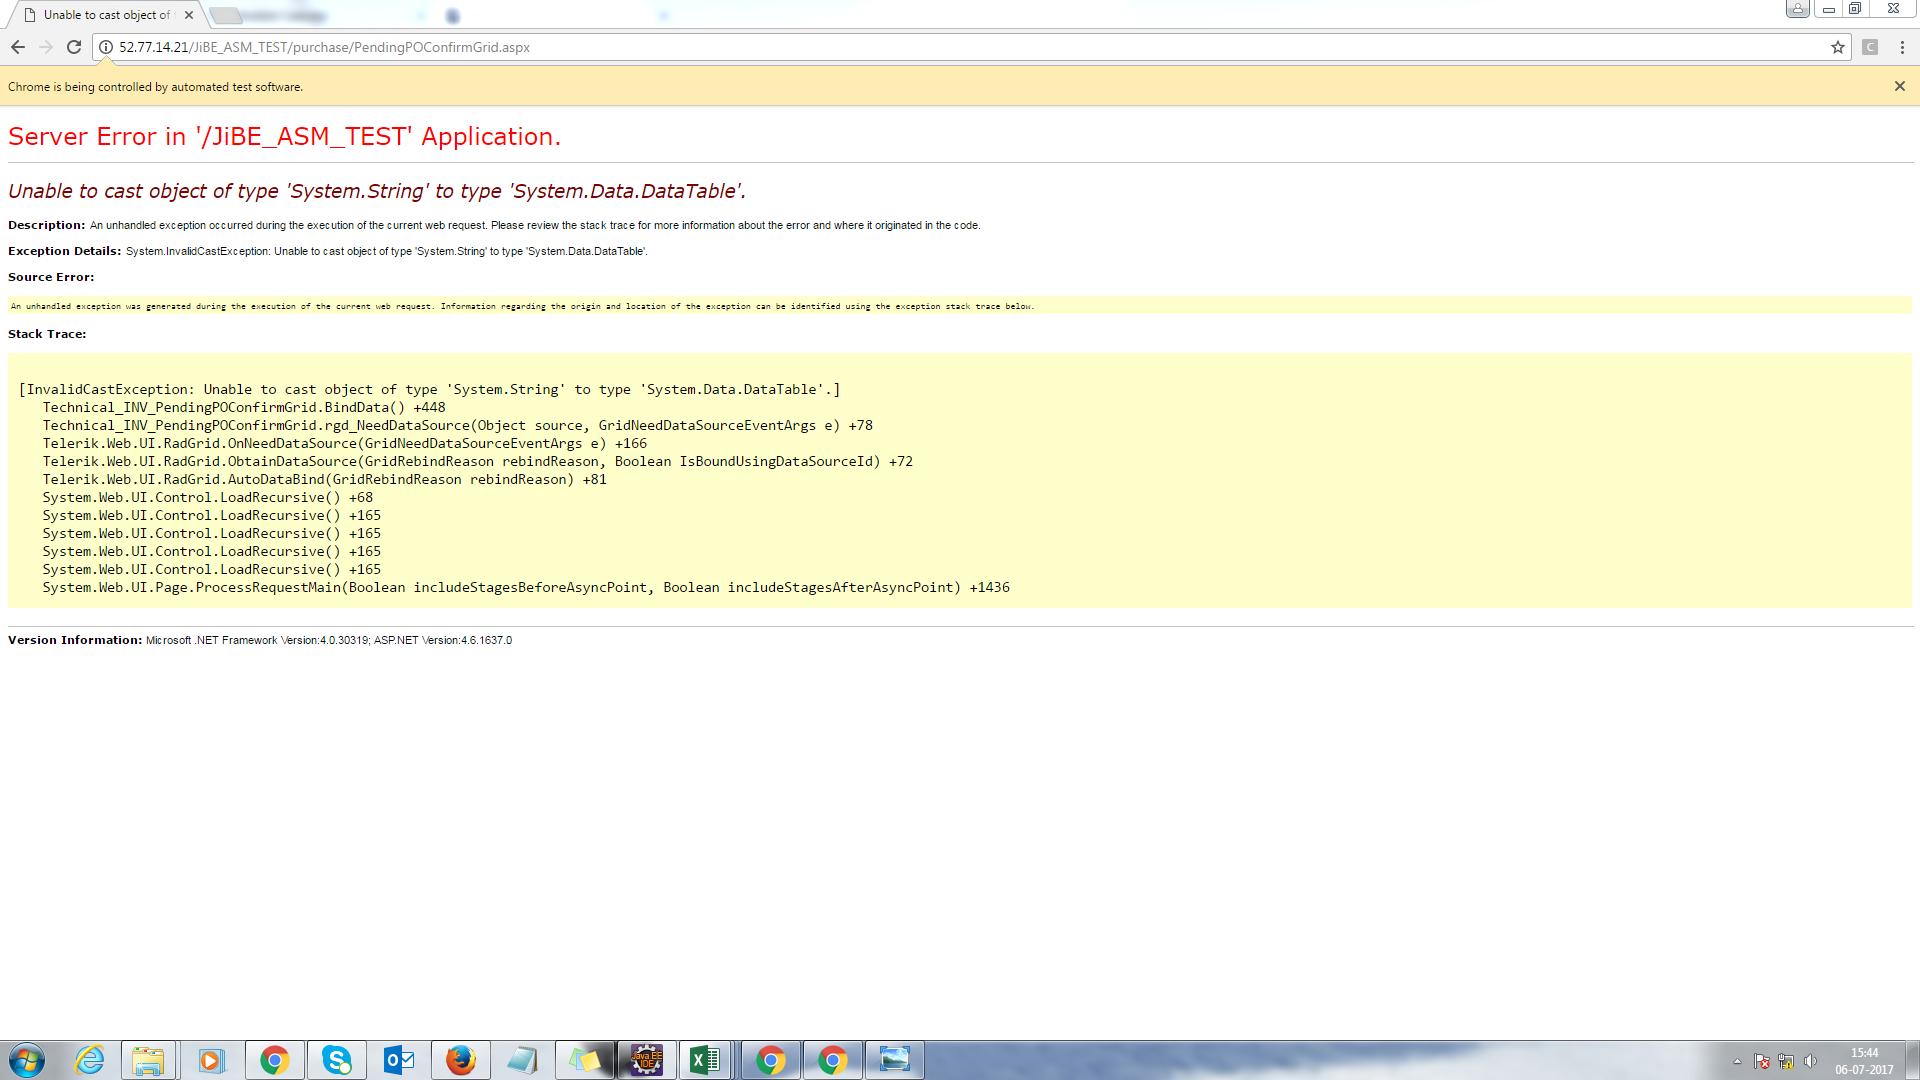 Unable to cast object of
52.77.14.21/JiBE_ASM_TEST/purchase/PendingPOConfirmGrid.aspx
C
Chrome is being controlled by automated test software.
Server Error in '/JiBE_ASM_TEST' Application.
Unable to cast object of type 'System.String' to type 'System.Data.DataTable'.
Description: An unhandled exception occurred during the execution of the current web request. Please review the stack trace for more information about the error and where it originated in the code.
Exception Details: System.InvalidCastException: Unable to cast object of type 'System.String' to type 'System.Data.DataTable'.
Source Error:
An unhandled exception was generated during the execution of the current web request. Information regarding the origin and location of the exception can be identified using the exception stack trace below.
Stack Trace:
[InvalidCastException: Unable to cast object of type 'System.String' to type 'System.Data.DataTable'.]
Technical_INV_PendingPOConfirmGrid.BindData() +448
Technical_INV_PendingPOConfirmGrid.rgd_NeedDataSource(Object source, GridNeedDataSourceEventArgs e) +78
Telerik.Web.UI.RadGrid.OnNeedDataSource(GridNeedDataSourceEventArgs e) +166
Telerik.Web.UI.RadGrid.ObtainDataSource(GridRebindReason rebindReason, Boolean IsBoundUsingDataSourceId) +72
Telerik.Web.UI.RadGrid.AutoDataBind(GridRebindReason rebindReason) +81
System.Web.UI.Control.LoadRecursive() +68
System.Web.UI.Control.LoadRecursive() +165
System.Web.UI.Control.LoadRecursive() +165
System.Web.UI.Control.LoadRecursive() +165
System.Web.UI.Control.LoadRecursive() +165
System.Web.UI.Page.ProcessRequestMain(Boolean includeStagesBeforeAsyncPoint, Boolean includeStagesAfterAsyncPoint) +1436
Version Information: Microsoft .NET Framework Version:4.0.30319; ASP.NET Version:4.6.1637.0
Java EE
IDE
15:44
06-07-2017